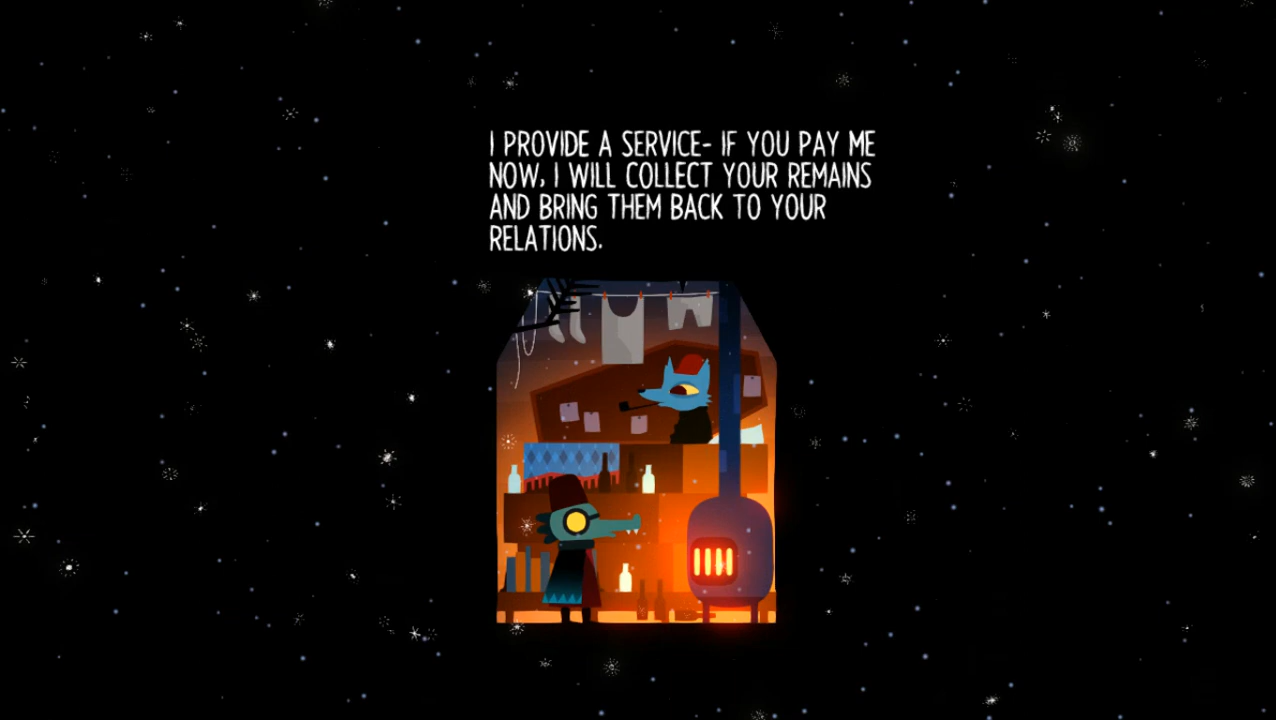 I PROVIDE A SERVICE- IF YOU PAY ME
NOW, I WILL COLLECT YOUR REMAINS
AND BRING THEM BACK TO YOUR
RELATIONS.